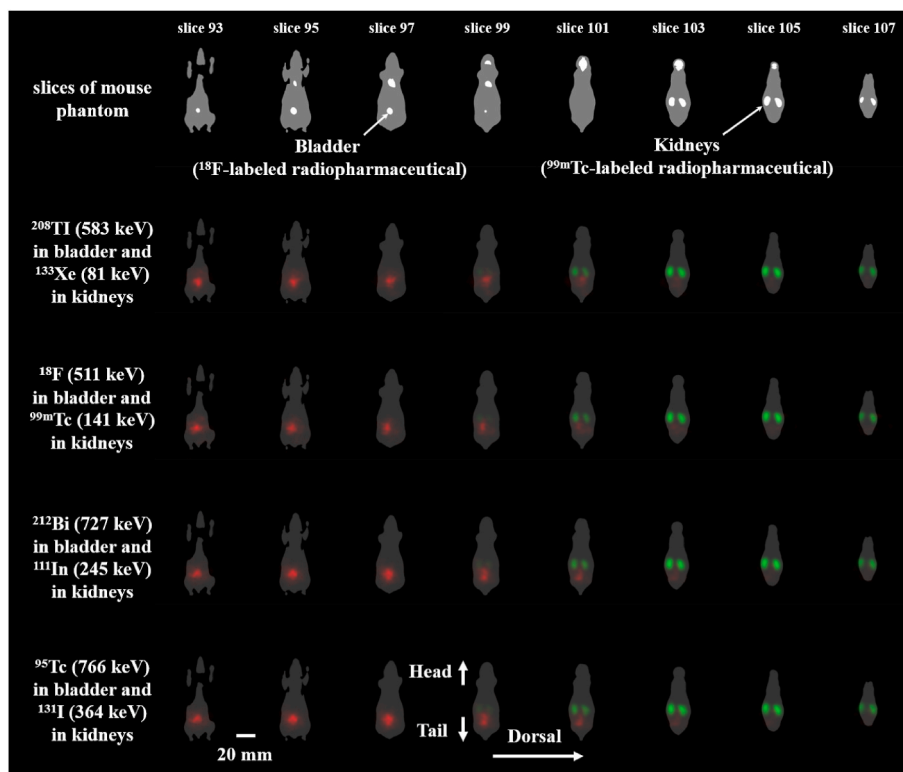 slice 93 slice 95 slice 97 slice 99 slice 101 slice 103 slice 105 slice 107
slices of mouse
phantom
Bladder
(¹⁸F-labeled radiopharmaceutical)
Kidneys
(⁹⁹ᵐTc-labeled radiopharmaceutical)
²⁰⁸TI (583 keV)
in bladder and
¹³³Xe (81 keV)
in kidneys
¹⁸F (511 keV)
in bladder and
⁹⁹ᵐTc (141 keV)
in kidneys
²¹²Bi (727 keV)
in bladder and
¹¹¹In (245 keV)
in kidneys
⁹⁵Tc (766 keV)
in bladder and
¹³¹I (364 keV)
in kidneys
20 mm
Head
Tail
Dorsal